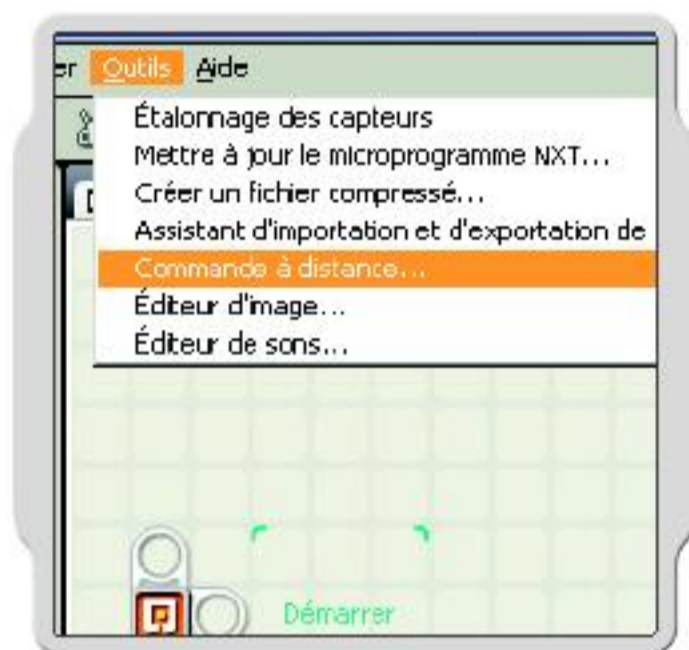 er Outils Aide
Étalonnage des capteurs
Mettre à jour le microprogramme NXT...
Créer un fichier compressé...
Assistant d'importation et d'exportation de
Commande à distance...
Éditeur d'image...
Éditeur de sons...
Démarrer